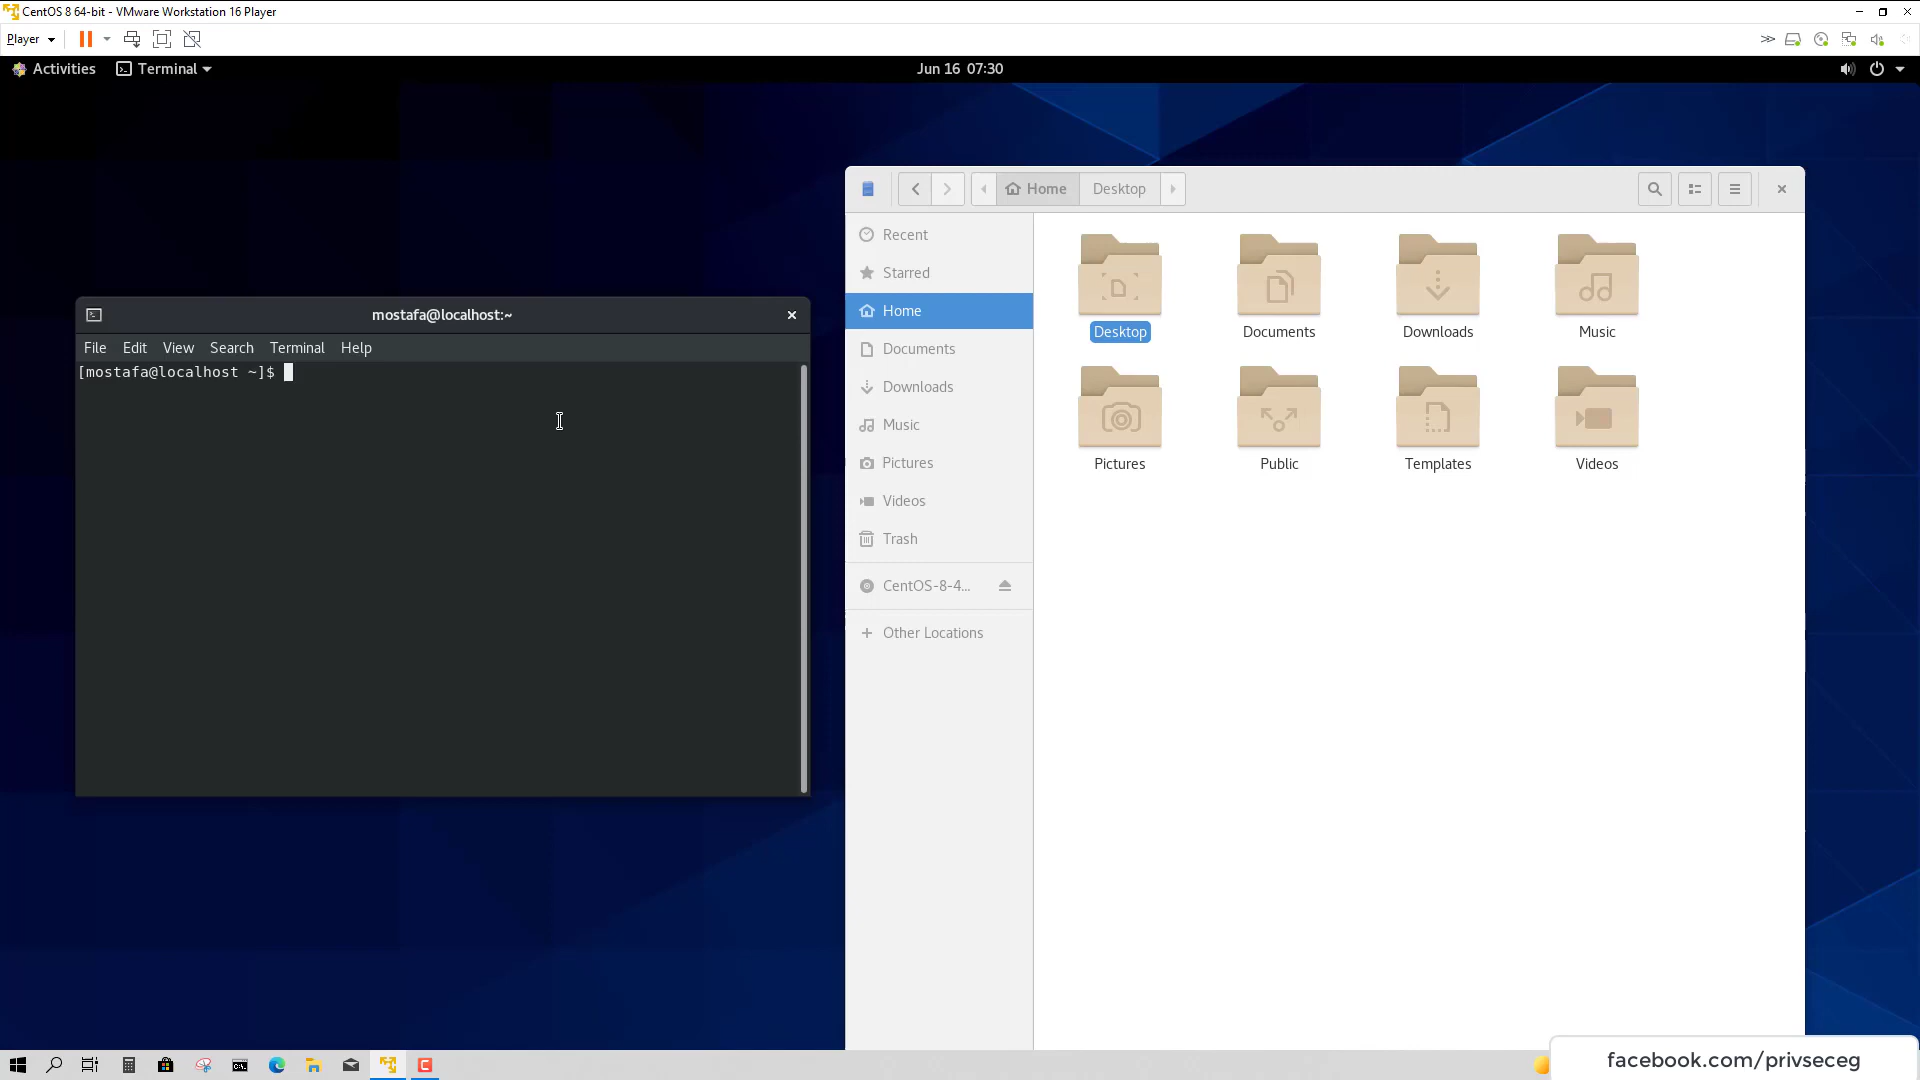 CentOS 8 64-bit - VMware Workstation 16 Player
Player
Activities
Terminal
Jun 16 07:30
Home
Desktop
Recent
Starred
Home
Documents
Downloads
Music
Pictures
Videos
Trash
CentOS-8-4...
Other Locations
Desktop
Documents
Downloads
Music
Pictures
Public
Templates
Videos
mostafa@localhost:~
File Edit View Search Terminal Help
[mostafa@localhost ~]$
facebook.com/privseceg